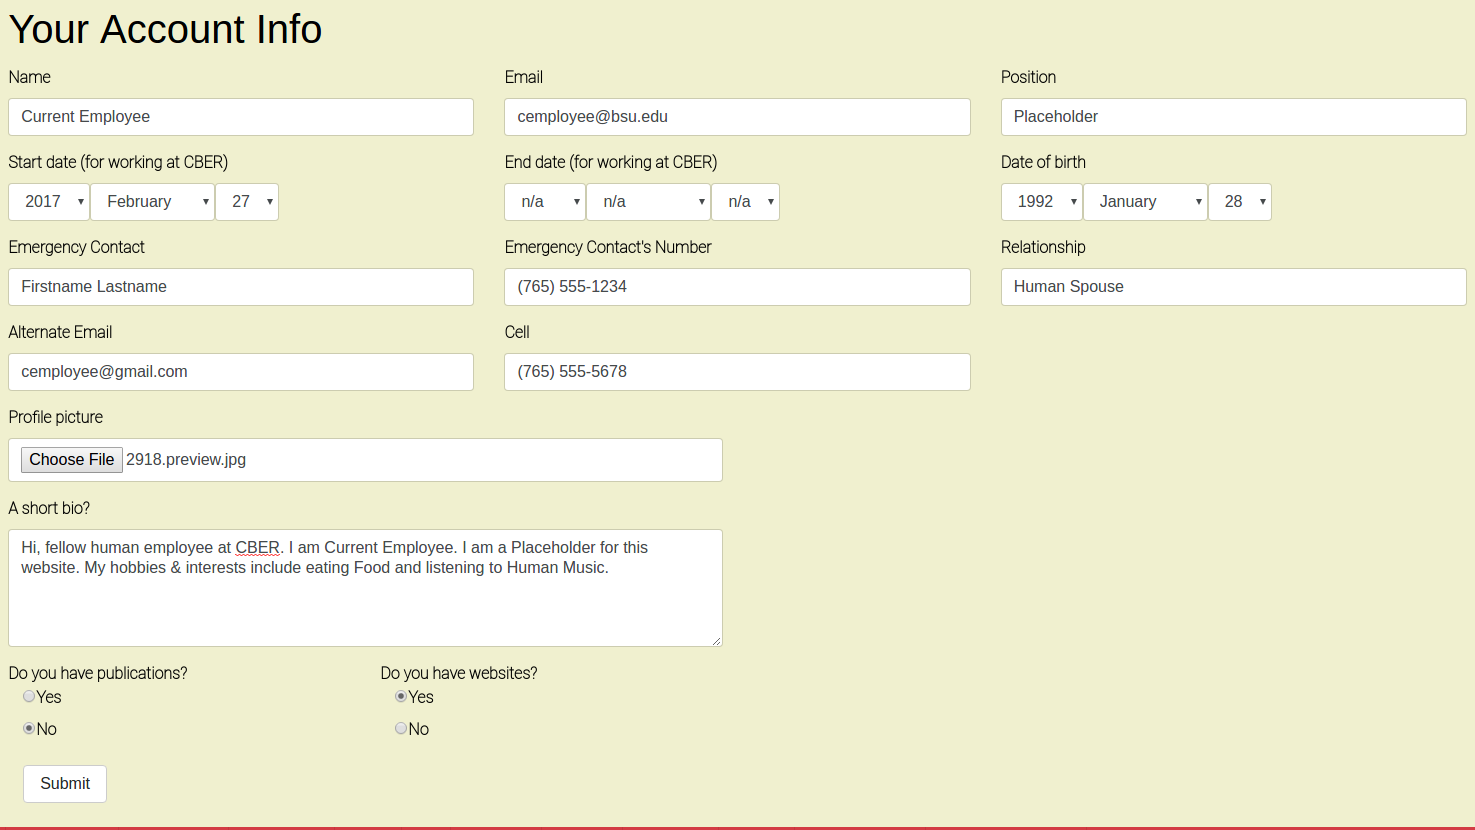 Your Account Info
Name Email Position
Current Employee cemployee@bsu.edu Placeholder
Start date (for working at CBER) End date (for working at CBER) Date of birth
2017 February 27 n/a n/a n/a 1992 January 28
Emergency Contact Emergency Contact's Number Relationship
Firstname Lastname (765) 555-1234 Human Spouse
Alternate Email Cell
cemployee@gmail.com (765) 555-5678
Profile picture
Choose File 2918.preview.jpg
A short bio?
Hi, fellow human employee at CBER. I am Current Employee. I am a Placeholder for this
website. My hobbies & interests include eating Food and listening to Human Music.
Do you have publications? Do you have websites?
Yes Yes
No No
Submit